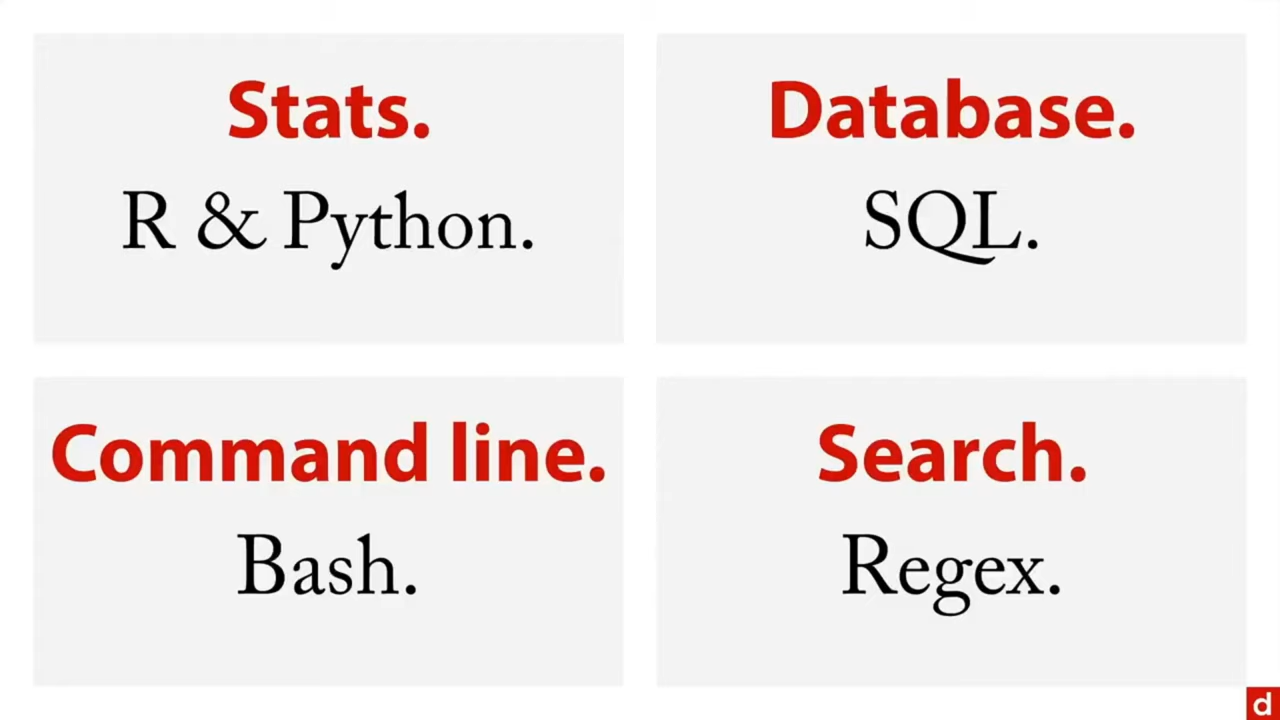 Stats.
R & Python.
Database.
SQL.
Command line.
Bash.
Search.
Regex.
d